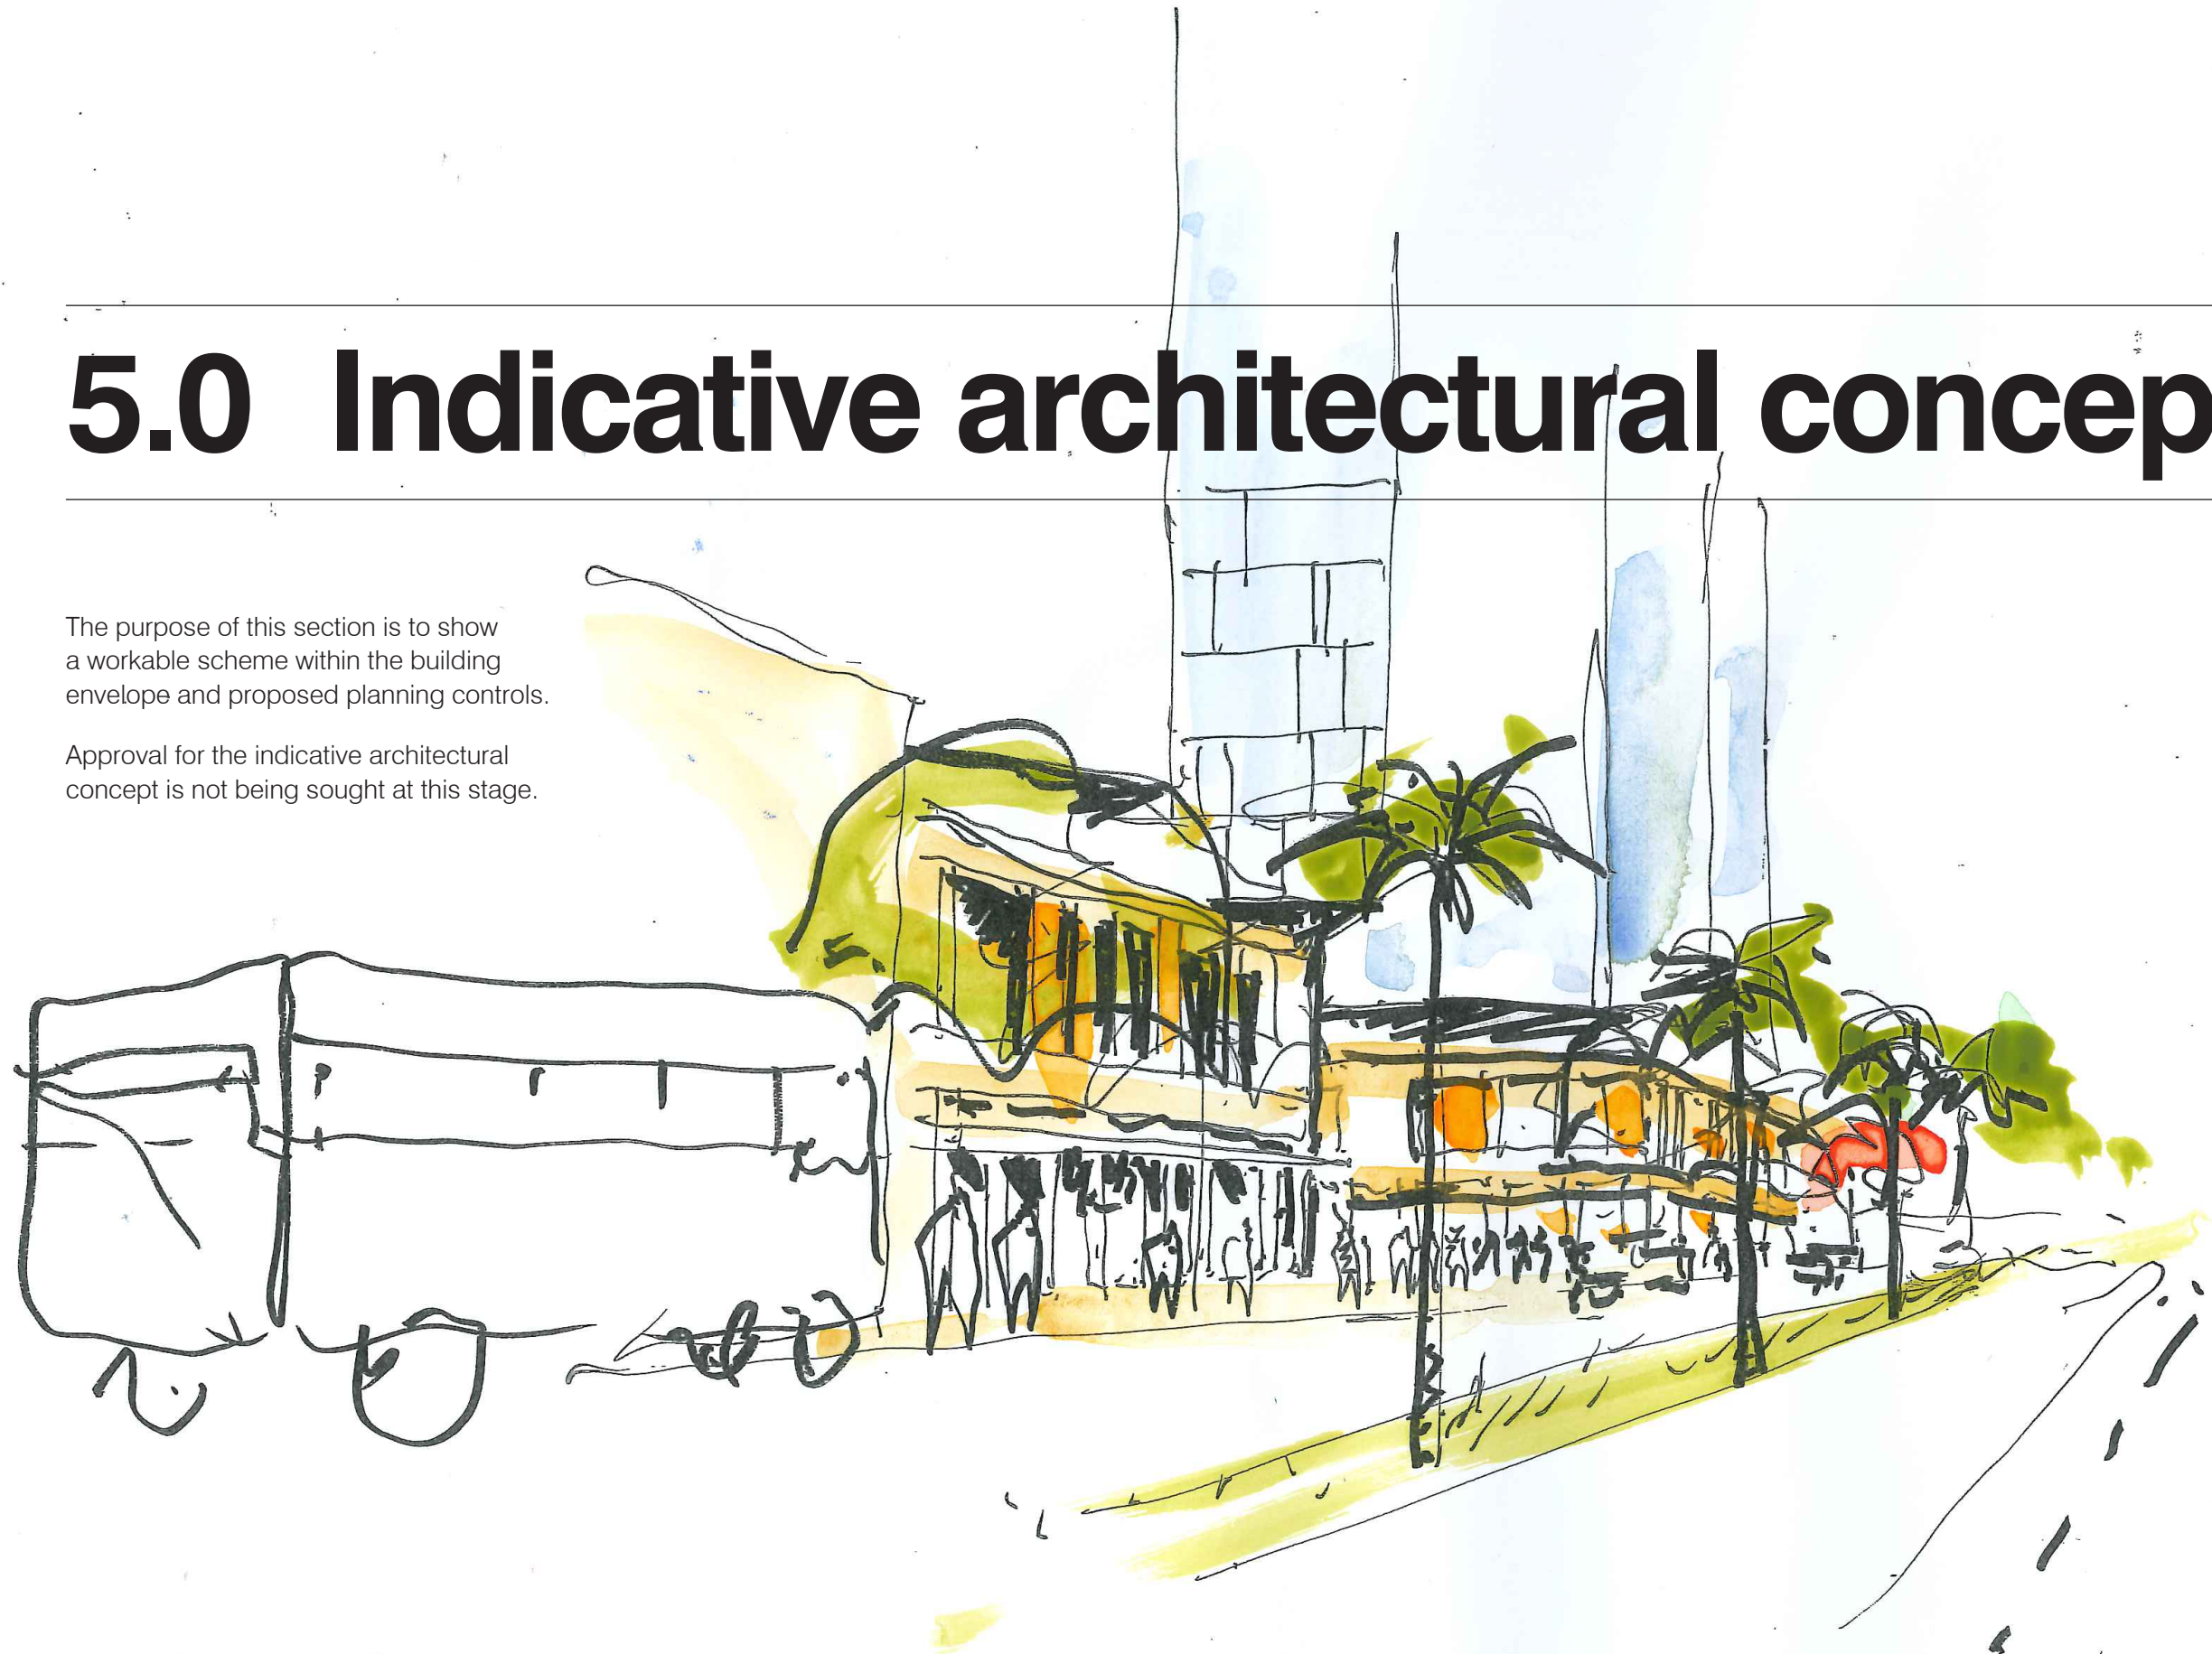 5.0 Indicative architectural concep
The purpose of this section is to show
a workable scheme within the building
envelope and proposed planning controls.
Approval for the indicative architectural
concept is not being sought at this stage.